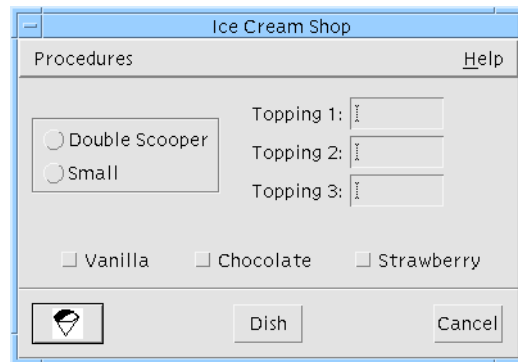 Ice Cream Shop
Procedures Help
Topping 1:
Double Scooper
Topping 2:
Small
Topping 3:
Vanilla Chocolate Strawberry
Dish Cancel